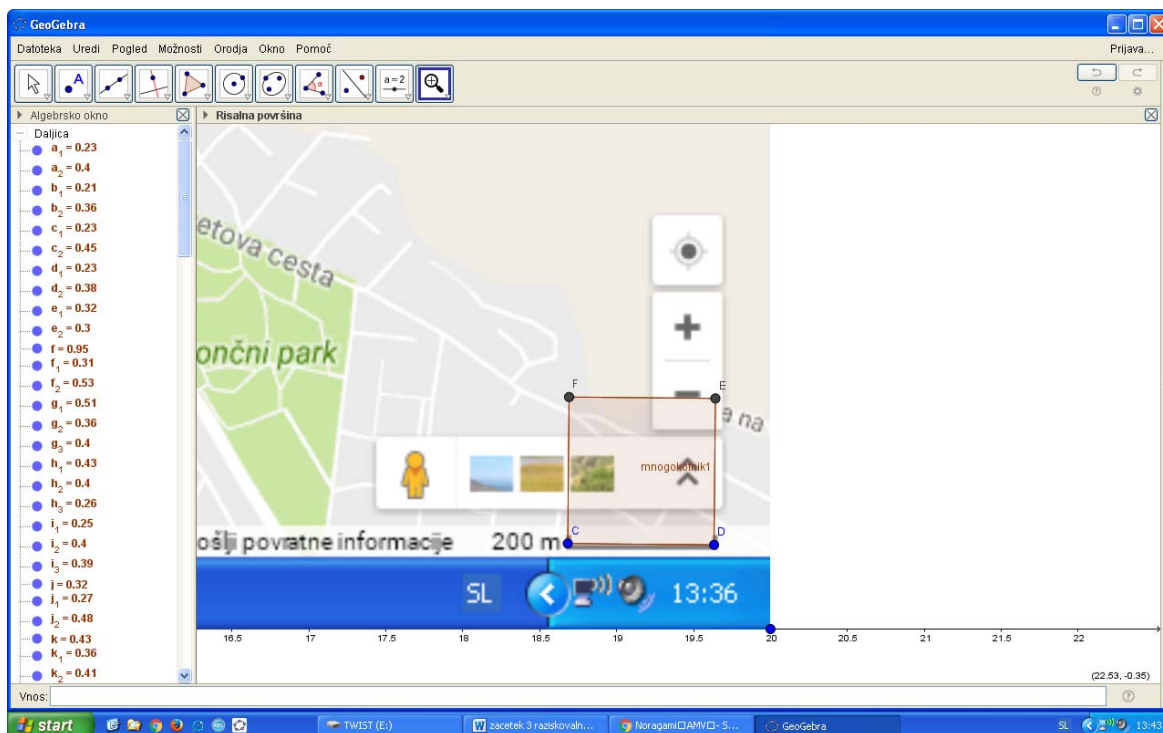 GeoGebra
Datoteka Uredi Pogled Možnosti Orodja Okno Pomoč
Prijava...
A
α
a = 2
Algebrsko okno
Risalna površina
Daljica
a₁ = 0.23
a₂ = 0.4
b₁ = 0.21
b₂ = 0.36
c₁ = 0.23
c₂ = 0.45
d₁ = 0.23
d₂ = 0.38
e₁ = 0.32
e₂ = 0.3
f = 0.95
f₁ = 0.31
f₂ = 0.53
g₁ = 0.51
g₂ = 0.36
g₃ = 0.4
h₁ = 0.43
h₂ = 0.4
h₃ = 0.26
i₁ = 0.25
i₂ = 0.4
i₃ = 0.39
j = 0.32
j₁ = 0.27
j₂ = 0.48
k = 0.43
k₁ = 0.36
k₂ = 0.41
etova cesta
ončni park
F
E
a na
mnogokotnik1
C
D
ošlji povratne informacije 200 m
SL 13:36
16.5 17 17.5 18 18.5 19 19.5 20 20.5 21 21.5 22
(22.53, -0.35)
Vnos:
start
TWIST (E:)
zacetek 3 raziskovaln...
Noragami□AMV□- S...
GeoGebra
SL
13:43